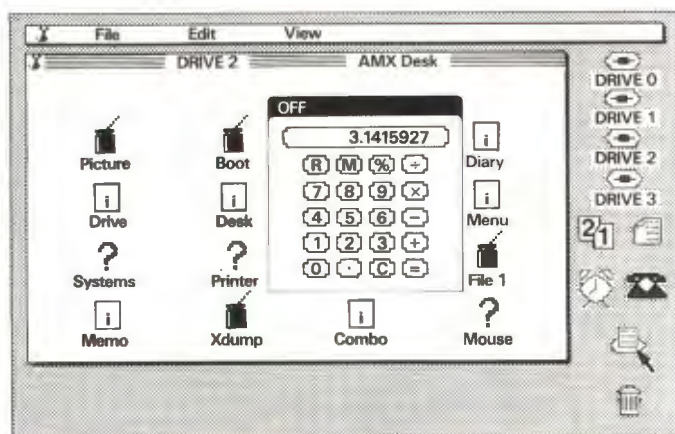 File Edit View
DRIVE 2 AMX Desk
OFF
3.1415927
R M % ÷
7 8 9 ×
4 5 6 −
1 2 3 +
0 . C =
Picture Boot Diary
Drive Desk Menu
Systems Printer File 1
Memo Xdump Combo Mouse
DRIVE 0
DRIVE 1
DRIVE 2
DRIVE 3
21